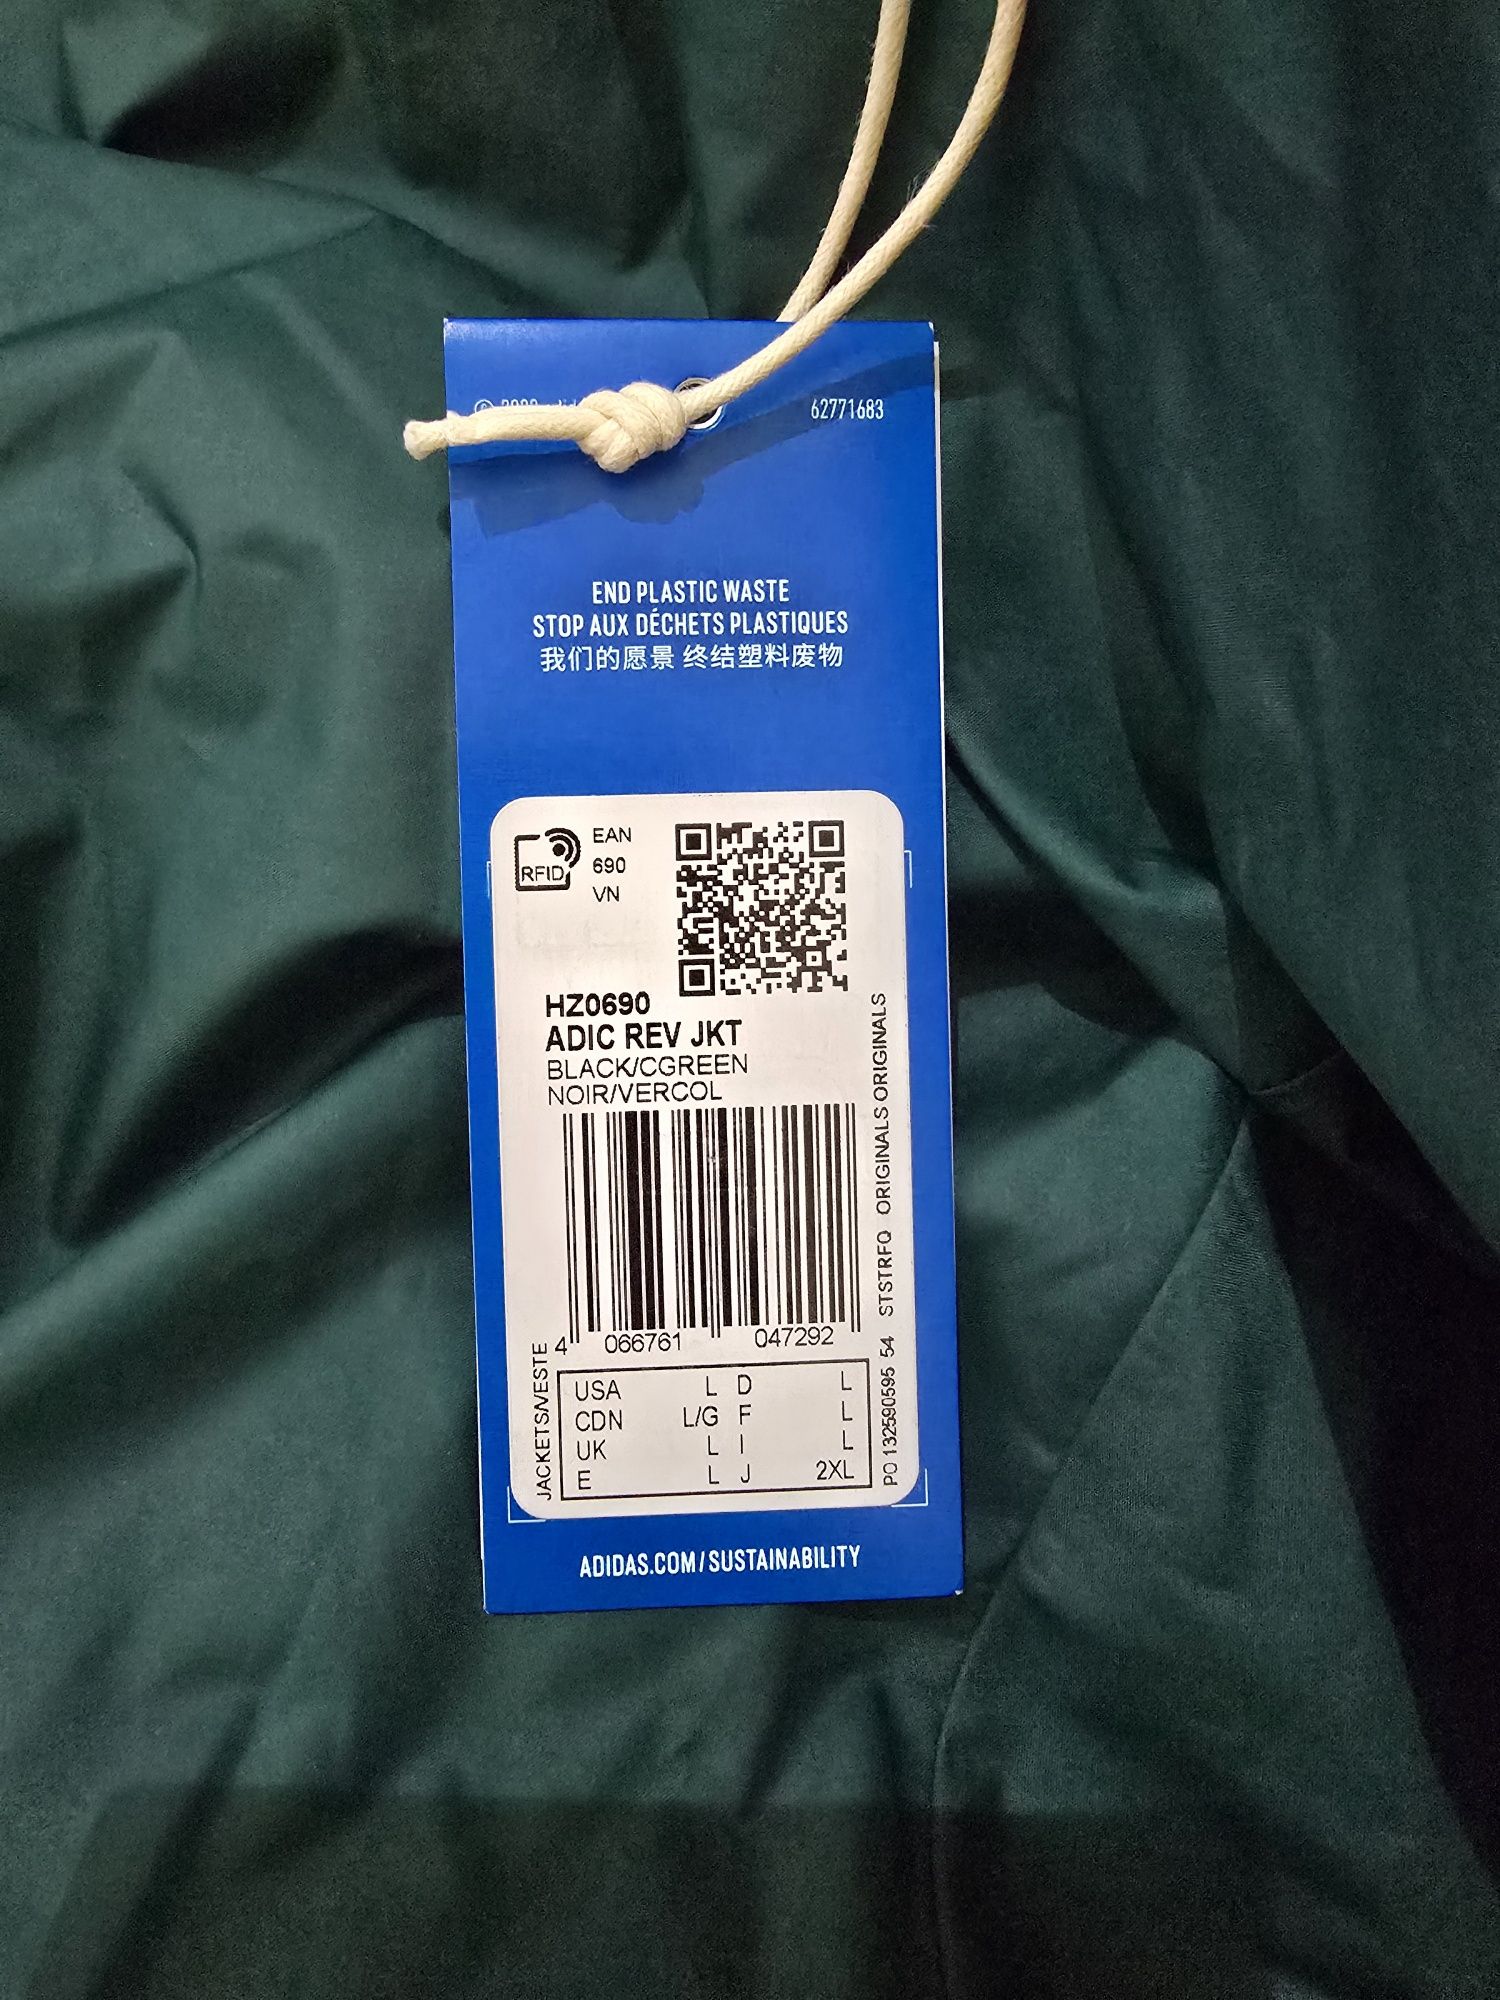 62771683
END PLASTIC WASTE
STOP AUX DÉCHETS PLASTIQUES
我们的愿景 终结塑料废物
RFID
EAN
690
VN
HZ0690
ADIC REV JKT
BLACK/CGREEN
NOIR/VERCOL
4 066761 047292
JACKETS/VESTE
USA L D L
CDN L/G F L
UK L I L
E L J 2XL
PO 132590595 54 STSTRFQ ORIGINALS ORIGINALS
ADIDAS.COM/SUSTAINABILITY